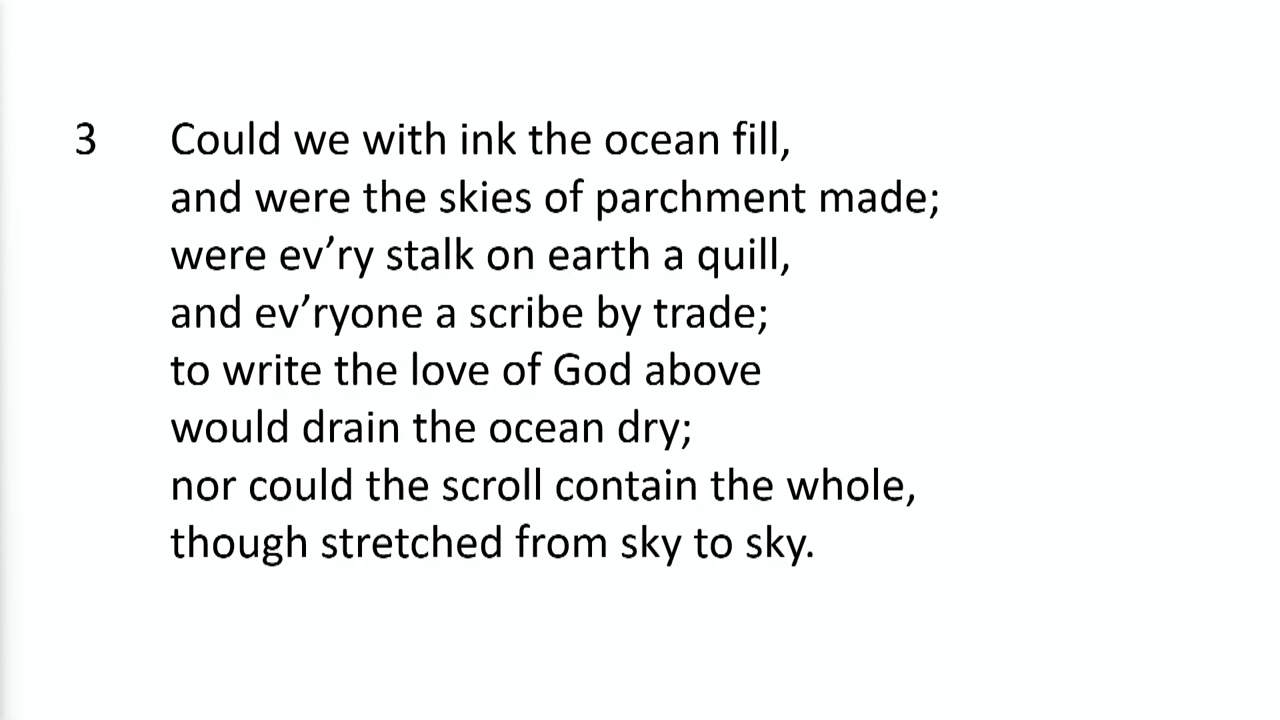 3 Could we with ink the ocean fill,
and were the skies of parchment made;
were ev’ry stalk on earth a quill,
and ev’ryone a scribe by trade;
to write the love of God above
would drain the ocean dry;
nor could the scroll contain the whole,
though stretched from sky to sky.